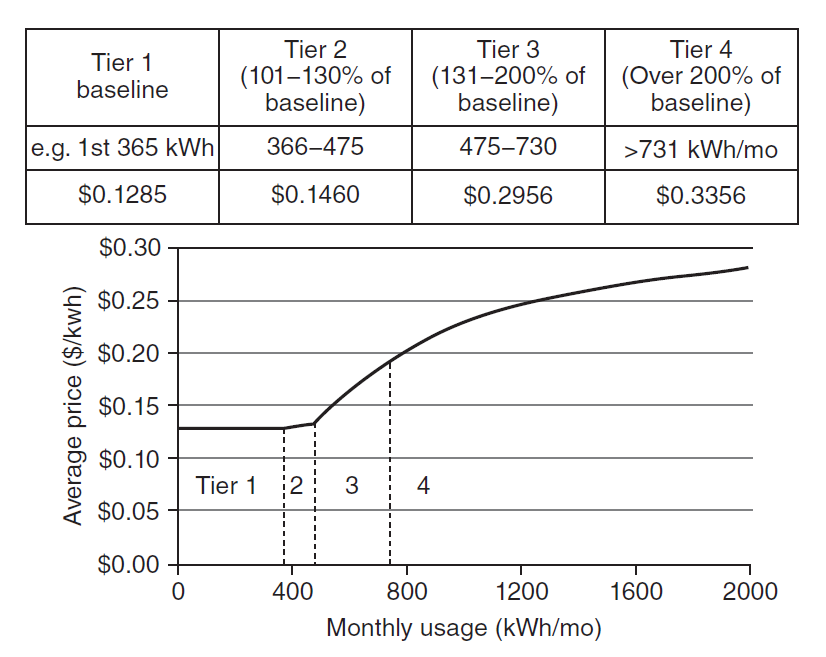 Tier 1
baseline
Tier 2
(101–130% of
baseline)
Tier 3
(131–200% of
baseline)
Tier 4
(Over 200% of
baseline)
e.g. 1st 365 kWh
366–475
475–730
>731 kWh/mo
$0.1285
$0.1460
$0.2956
$0.3356
Average price ($/kwh)
$0.30
$0.25
$0.20
$0.15
$0.10
$0.05
$0.00
Tier 1
2
3
4
0
400
800
1200
1600
2000
Monthly usage (kWh/mo)